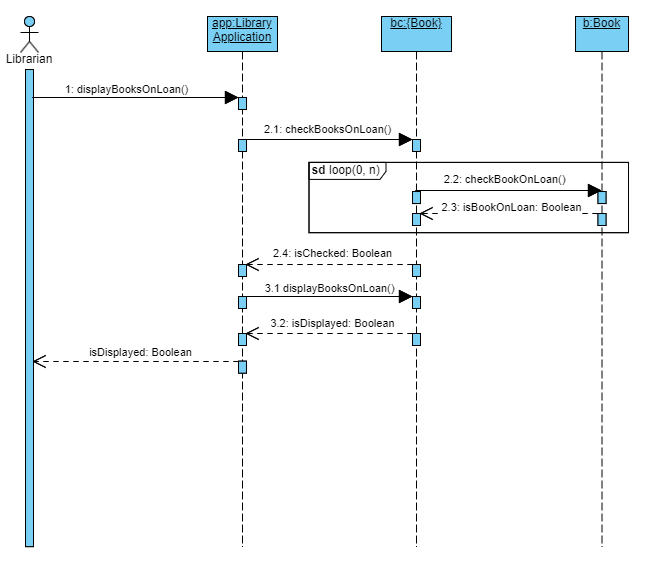 app:Library
Application
bc:{Book}
b:Book
Librarian
1: displayBooksOnLoan()
2.1: checkBooksOnLoan()
sd loop(0, n)
2.2: checkBookOnLoan()
2.3: isBookOnLoan: Boolean
2.4: isChecked: Boolean
3.1 displayBooksOnLoan()
3.2: isDisplayed: Boolean
isDisplayed: Boolean